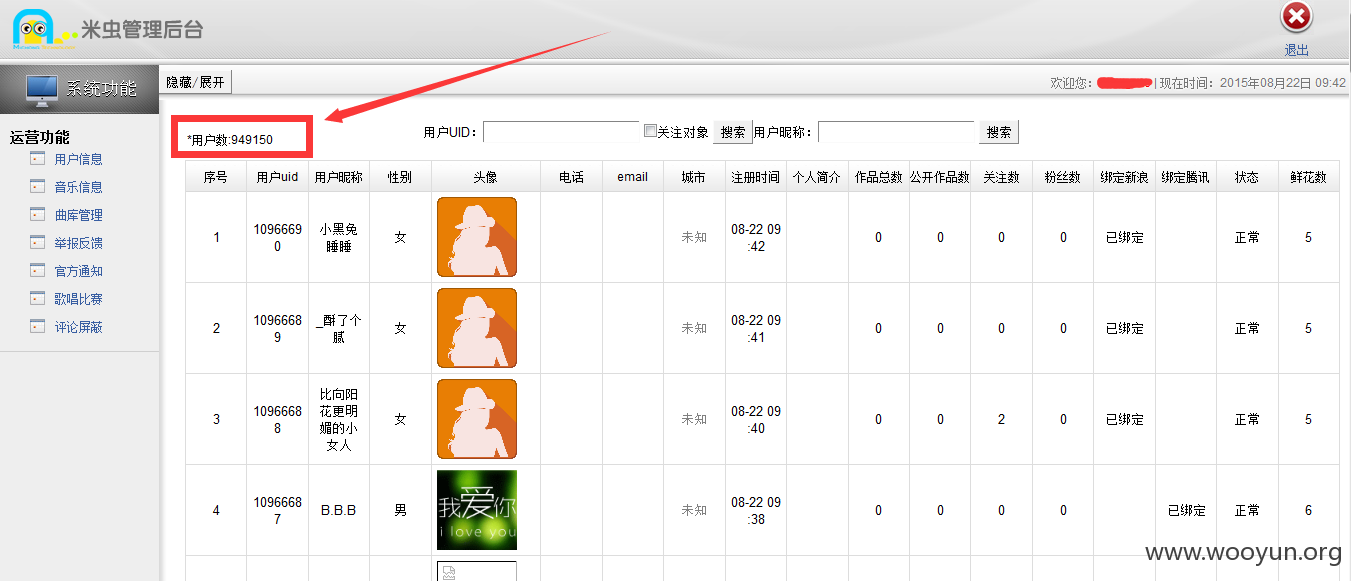 米虫管理后台
退出
系统功能
隐藏/展开
欢迎您:
|现在时间: 2015年08月22日 09:42
运营功能
用户信息
音乐信息
曲库管理
举报反馈
官方通知
歌唱比赛
评论屏蔽
*用户数:949150
用户UID: 关注对象 搜索 用户昵称: 搜索
序号 用户uid 用户昵称 性别 头像 电话 email 城市 注册时间 个人简介 作品总数 公开作品数 关注数 粉丝数 绑定新浪 绑定腾讯 状态 鲜花数
1 1096669 小黑兔 女 未知 08-22 09 0 0 0 0 已绑定 正常 5
0 睡睡 :42
2 1096668 _酥了个 女 未知 08-22 09 0 0 0 0 已绑定 正常 5
9 腻 :41
3 1096668 比向阳 女 未知 08-22 09 0 0 2 0 已绑定 正常 5
8 花更明 :40
媚的小
女人
4 1096668 B.B.B 男 未知 08-22 09 0 0 0 0 已绑定 正常 6
7 :38
我爱你
i love you
www.wooyun.org